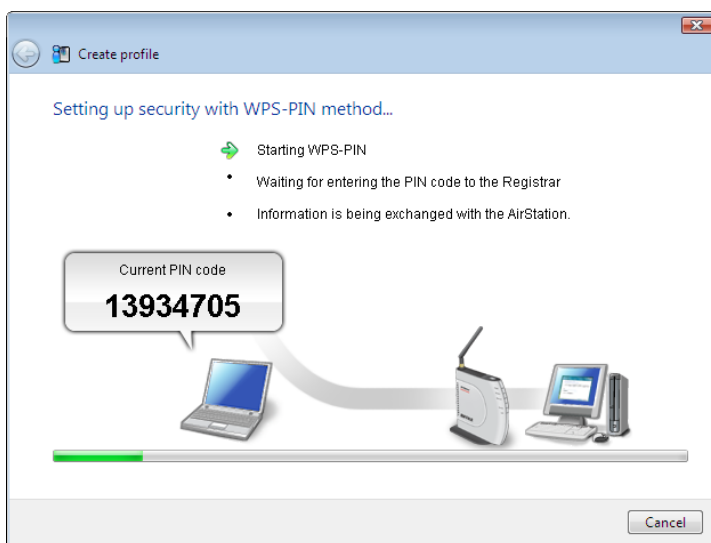 Create profile
Setting up security with WPS-PIN method...
Starting WPS-PIN
• Waiting for entering the PIN code to the Registrar
• Information is being exchanged with the AirStation.
Current PIN code
13934705
Cancel